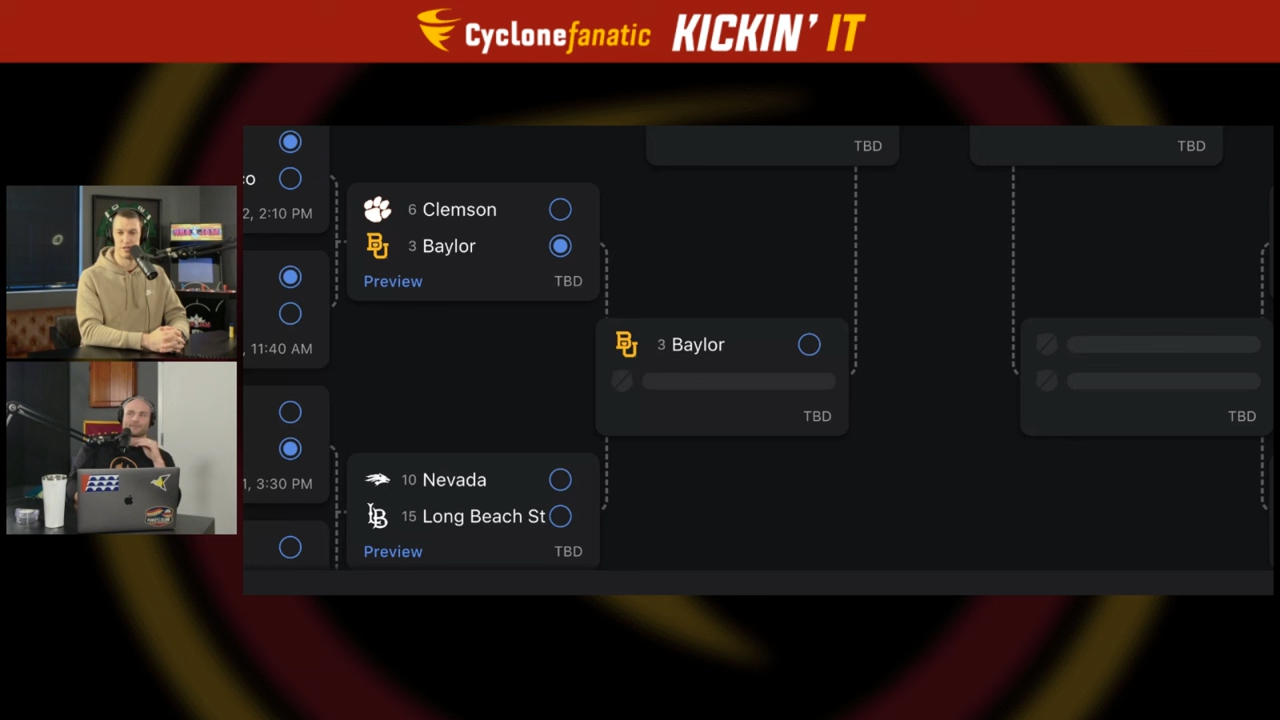 Cyclonefanatic KICKIN' IT
TBD
TBD
co
2, 2:10 PM
6 Clemson
3 Baylor
Preview TBD
, 11:40 AM
3 Baylor
TBD
TBD
1, 3:30 PM
10 Nevada
15 Long Beach St
Preview TBD